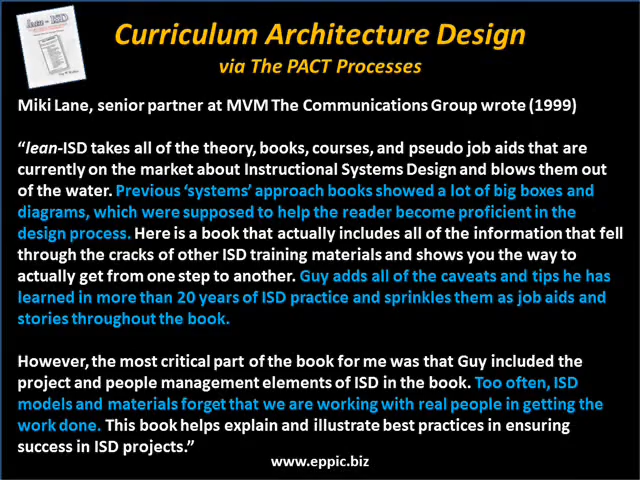 lean-ISD
Curriculum Architecture Design
via The PACT Processes
Miki Lane, senior partner at MVM The Communications Group wrote (1999)
“lean-ISD takes all of the theory, books, courses, and pseudo job aids that are
currently on the market about Instructional Systems Design and blows them out
of the water. Previous ‘systems’ approach books showed a lot of big boxes and
diagrams, which were supposed to help the reader become proficient in the
design process. Here is a book that actually includes all of the information that fell
through the cracks of other ISD training materials and shows you the way to
actually get from one step to another. Guy adds all of the caveats and tips he has
learned in more than 20 years of ISD practice and sprinkles them as job aids and
stories throughout the book.
However, the most critical part of the book for me was that Guy included the
project and people management elements of ISD in the book. Too often, ISD
models and materials forget that we are working with real people in getting the
work done. This book helps explain and illustrate best practices in ensuring
success in ISD projects.”
www.eppic.biz